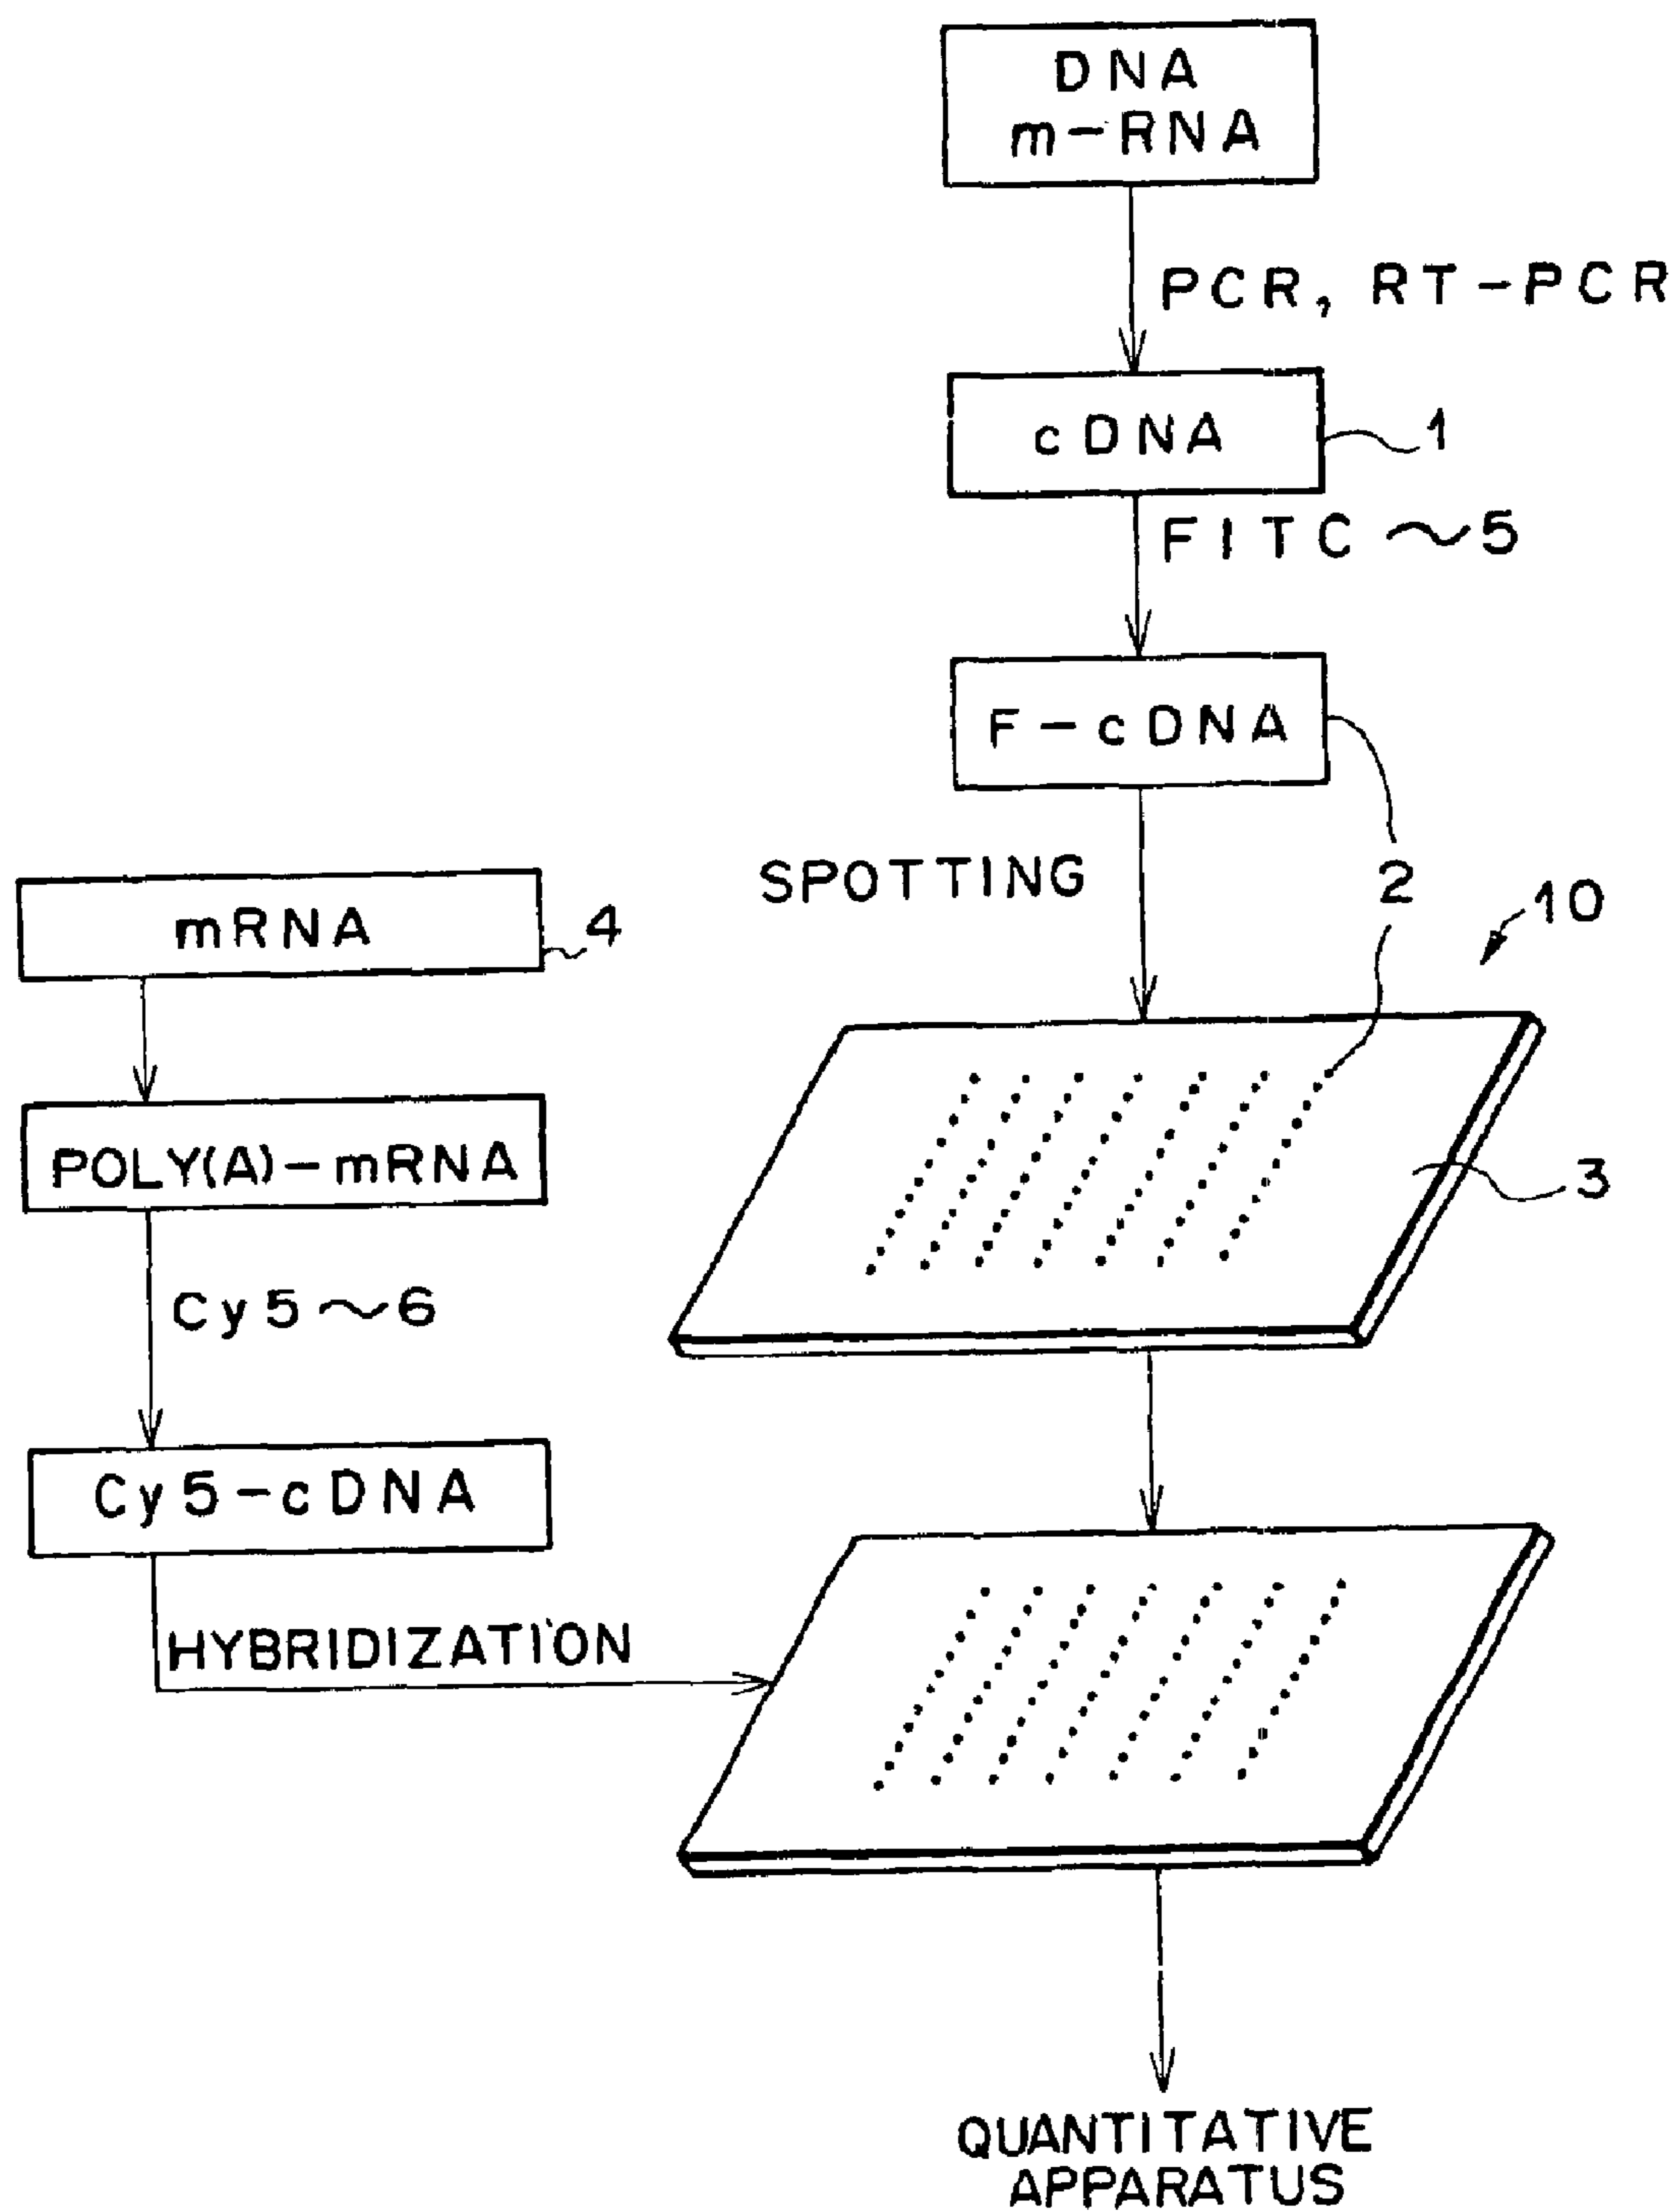 DNA
m-RNA
PCR, RT-PCR
cDNA
1
FITC ~5
F-cDNA
SPOTTING
2
10
mRNA
4
POLY(A)-mRNA
3
Cy5~6
Cy5-cDNA
HYBRIDIZATION
QUANTITATIVE
APPARATUS